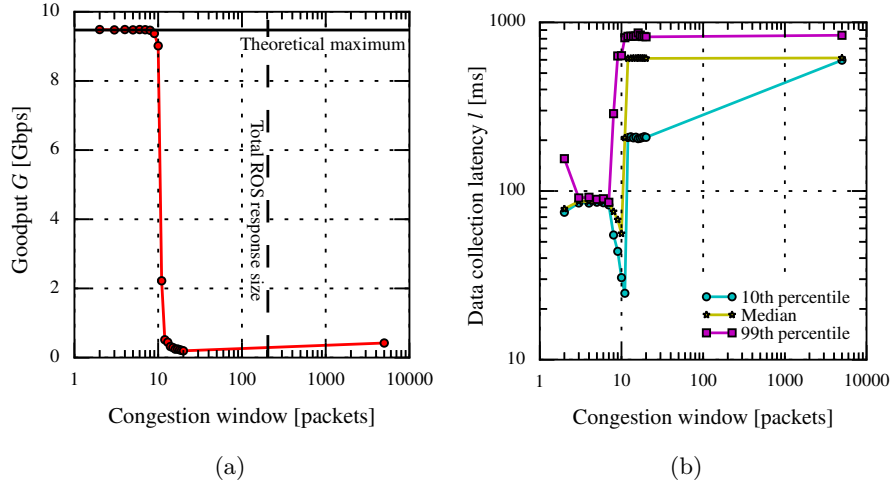 10
8
6
4
2
0
Goodput G [Gbps]
Theoretical maximum
Total ROS response size
1 10 100 1000 10000
Congestion window [packets]
(a)
1000
100
10
Data collection latency l [ms]
10th percentile
Median
99th percentile
1 10 100 1000 10000
Congestion window [packets]
(b)